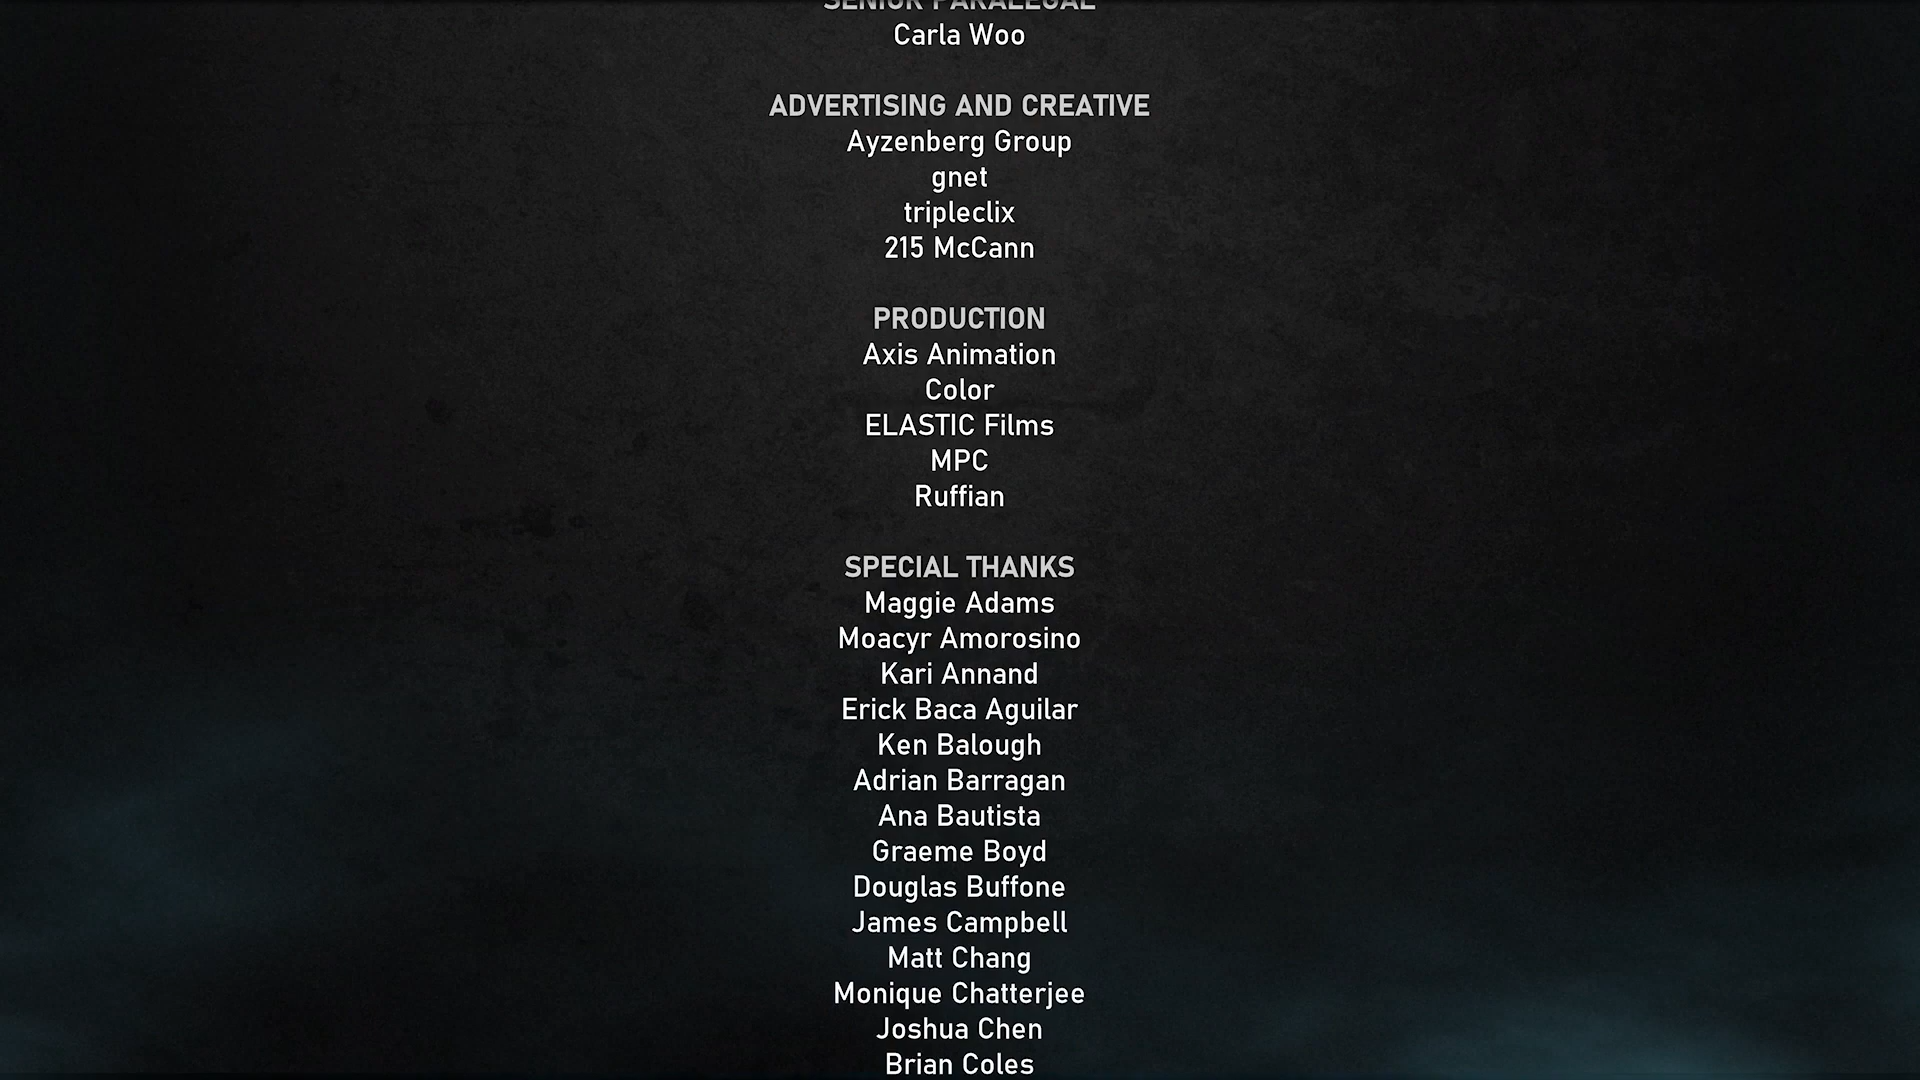 SENIOR PARALEGAL
Carla Woo
ADVERTISING AND CREATIVE
Ayzenberg Group
gnet
tripleclix
215 McCann
PRODUCTION
Axis Animation
Color
ELASTIC Films
MPC
Ruffian
SPECIAL THANKS
Maggie Adams
Moacyr Amorosino
Kari Annand
Erick Baca Aguilar
Ken Balough
Adrian Barragan
Ana Bautista
Graeme Boyd
Douglas Buffone
James Campbell
Matt Chang
Monique Chatterjee
Joshua Chen
Brian Coles